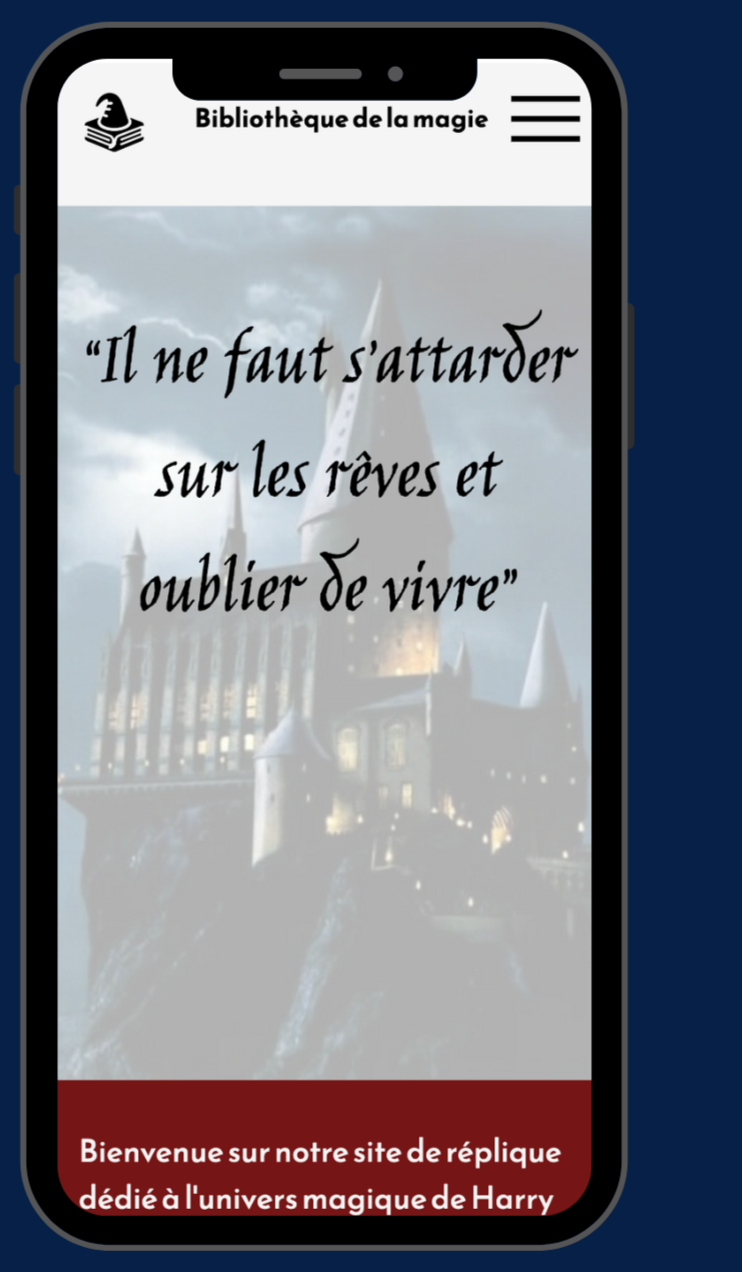 Bibliothèque de la magie
“Il ne faut s'attarder
sur les rêves et
oublier de vivre”
Bienvenue sur notre site de réplique
dédié à l'univers magique de Harry